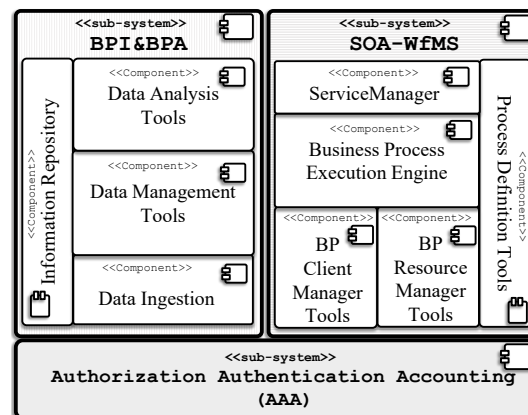 <<sub-system>>
BPI&BPA
<<Component>>
Information Repository
<<Component>>
Data Analysis
Tools
<<Component>>
Data Management
Tools
<<Component>>
Data Ingestion
<<sub-system>>
SOA-WfMS
<<Component>>
ServiceManager
<<Component>>
Business Process
Execution Engine
<<Component>>
BP
Client
Manager
Tools
<<Component>>
BP
Resource
Manager
Tools
<<Component>>
Process Definition Tools
<<sub-system>>
Authorization Authentication Accounting
(AAA)